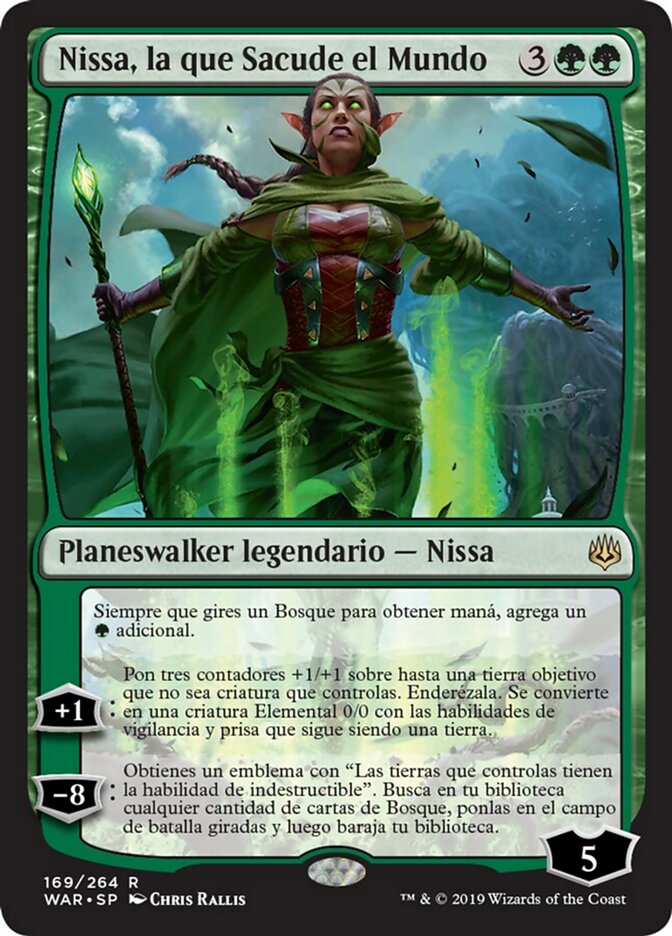 Nissa, la que Sacude el Mundo 3
Planeswalker legendario — Nissa
Siempre que gires un Bosque para obtener maná, agrega un
adicional.
Pon tres contadores +1/+1 sobre hasta una tierra objetivo
que no sea criatura que controlas. Enderézala. Se convierte
+1: en una criatura Elemental 0/0 con las habilidades de
vigilancia y prisa que sigue siendo una tierra.
Obtienes un emblema con “Las tierras que controlas tienen
−8: la habilidad de indestructible”. Busca en tu biblioteca
cualquier cantidad de cartas de Bosque, ponlas en el campo
de batalla giradas y luego baraja tu biblioteca.
5
169/264 R
WAR • SP Chris Rallis
™ & © 2019 Wizards of the Coast